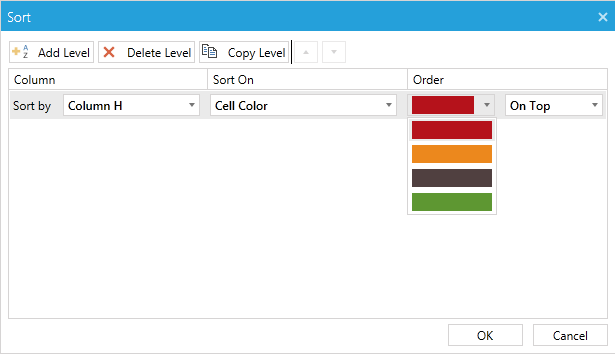 Sort
Add Level Delete Level Copy Level
Column Sort On Order
Sort by Column H Cell Color On Top
OK Cancel